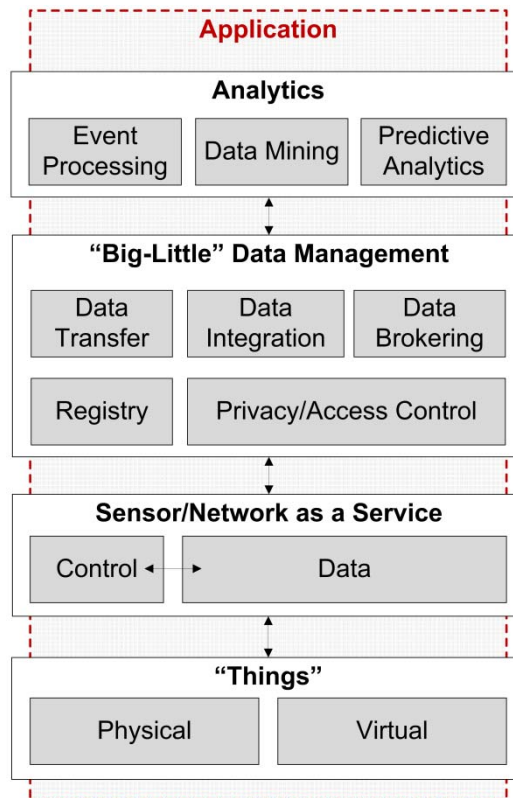 Application
Analytics
Event
Processing
Data Mining
Predictive
Analytics
“Big-Little” Data Management
Data
Transfer
Data
Integration
Data
Brokering
Registry
Privacy/Access Control
Sensor/Network as a Service
Control
Data
“Things”
Physical
Virtual